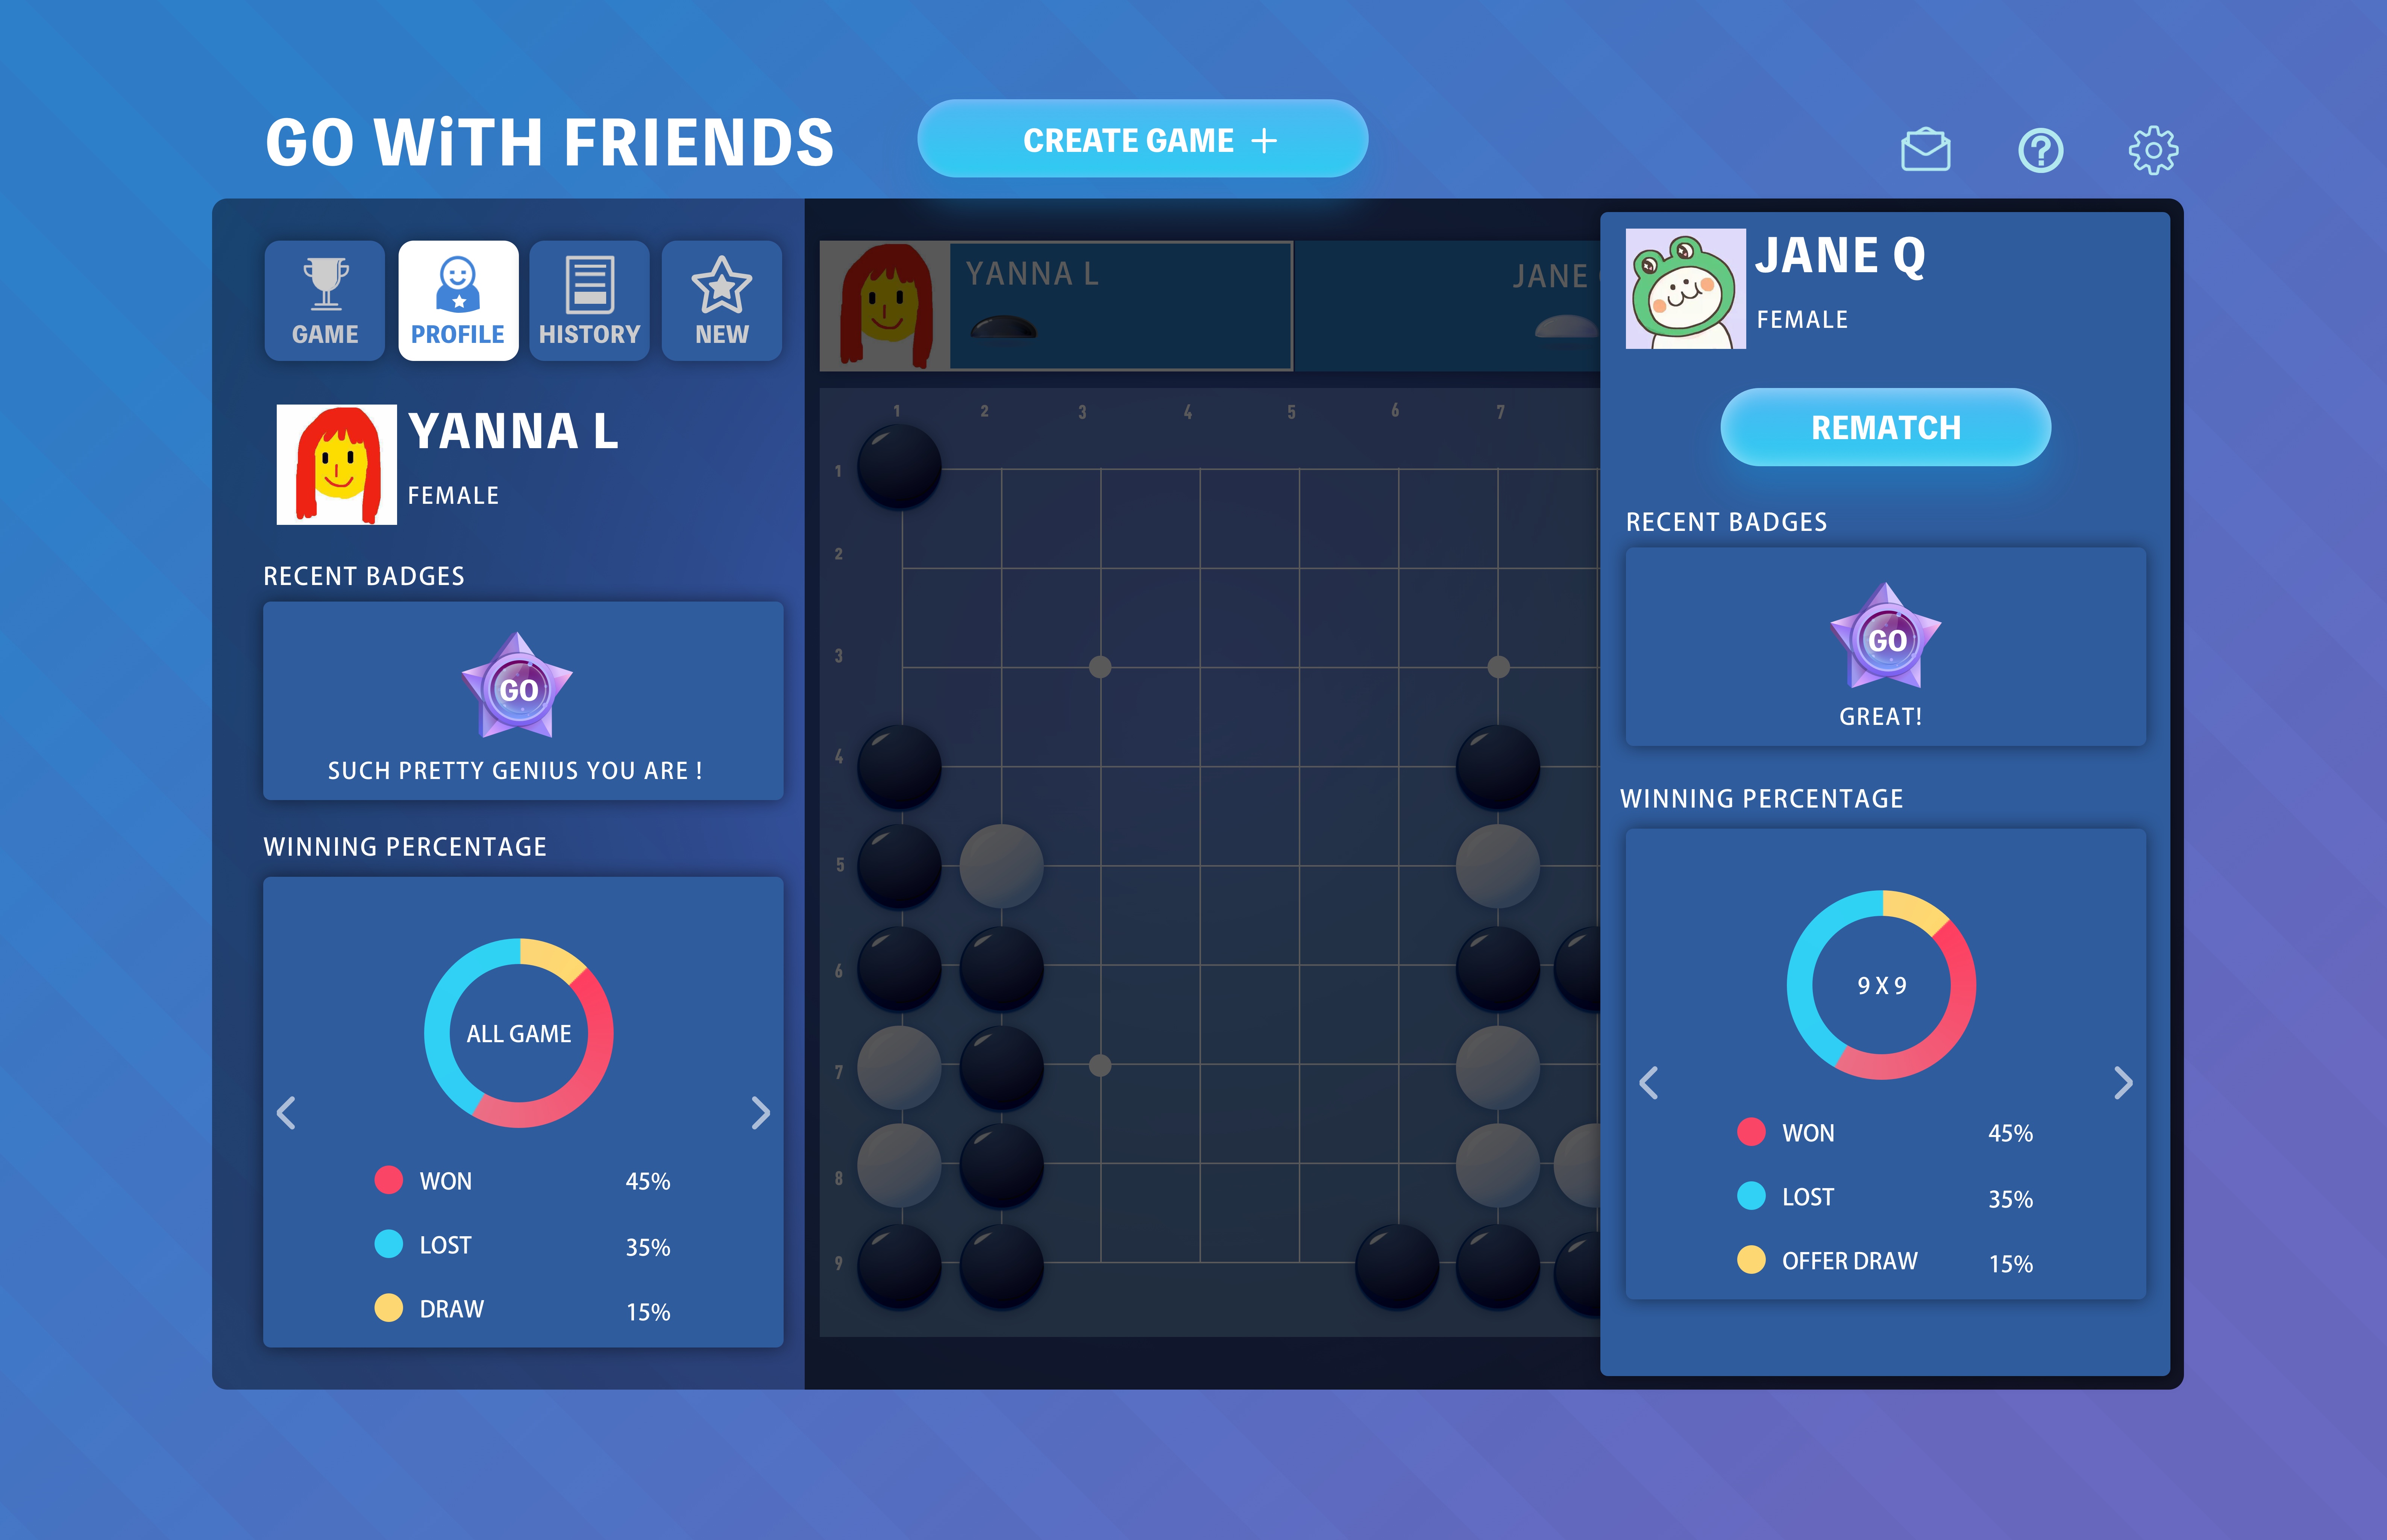 GO WiTH FRIENDS
CREATE GAME +
GAME
PROFILE
HISTORY
NEW
YANNA L
FEMALE
RECENT BADGES
GO
SUCH PRETTY GENIUS YOU ARE !
WINNING PERCENTAGE
ALL GAME
WON 45%
LOST 35%
DRAW 15%
YANNA L
JANE
1 2 3 4 5 6 7
1
2
3
4
5
6
7
8
9
JANE Q
FEMALE
REMATCH
RECENT BADGES
GO
GREAT!
WINNING PERCENTAGE
9 X 9
WON 45%
LOST 35%
OFFER DRAW 15%